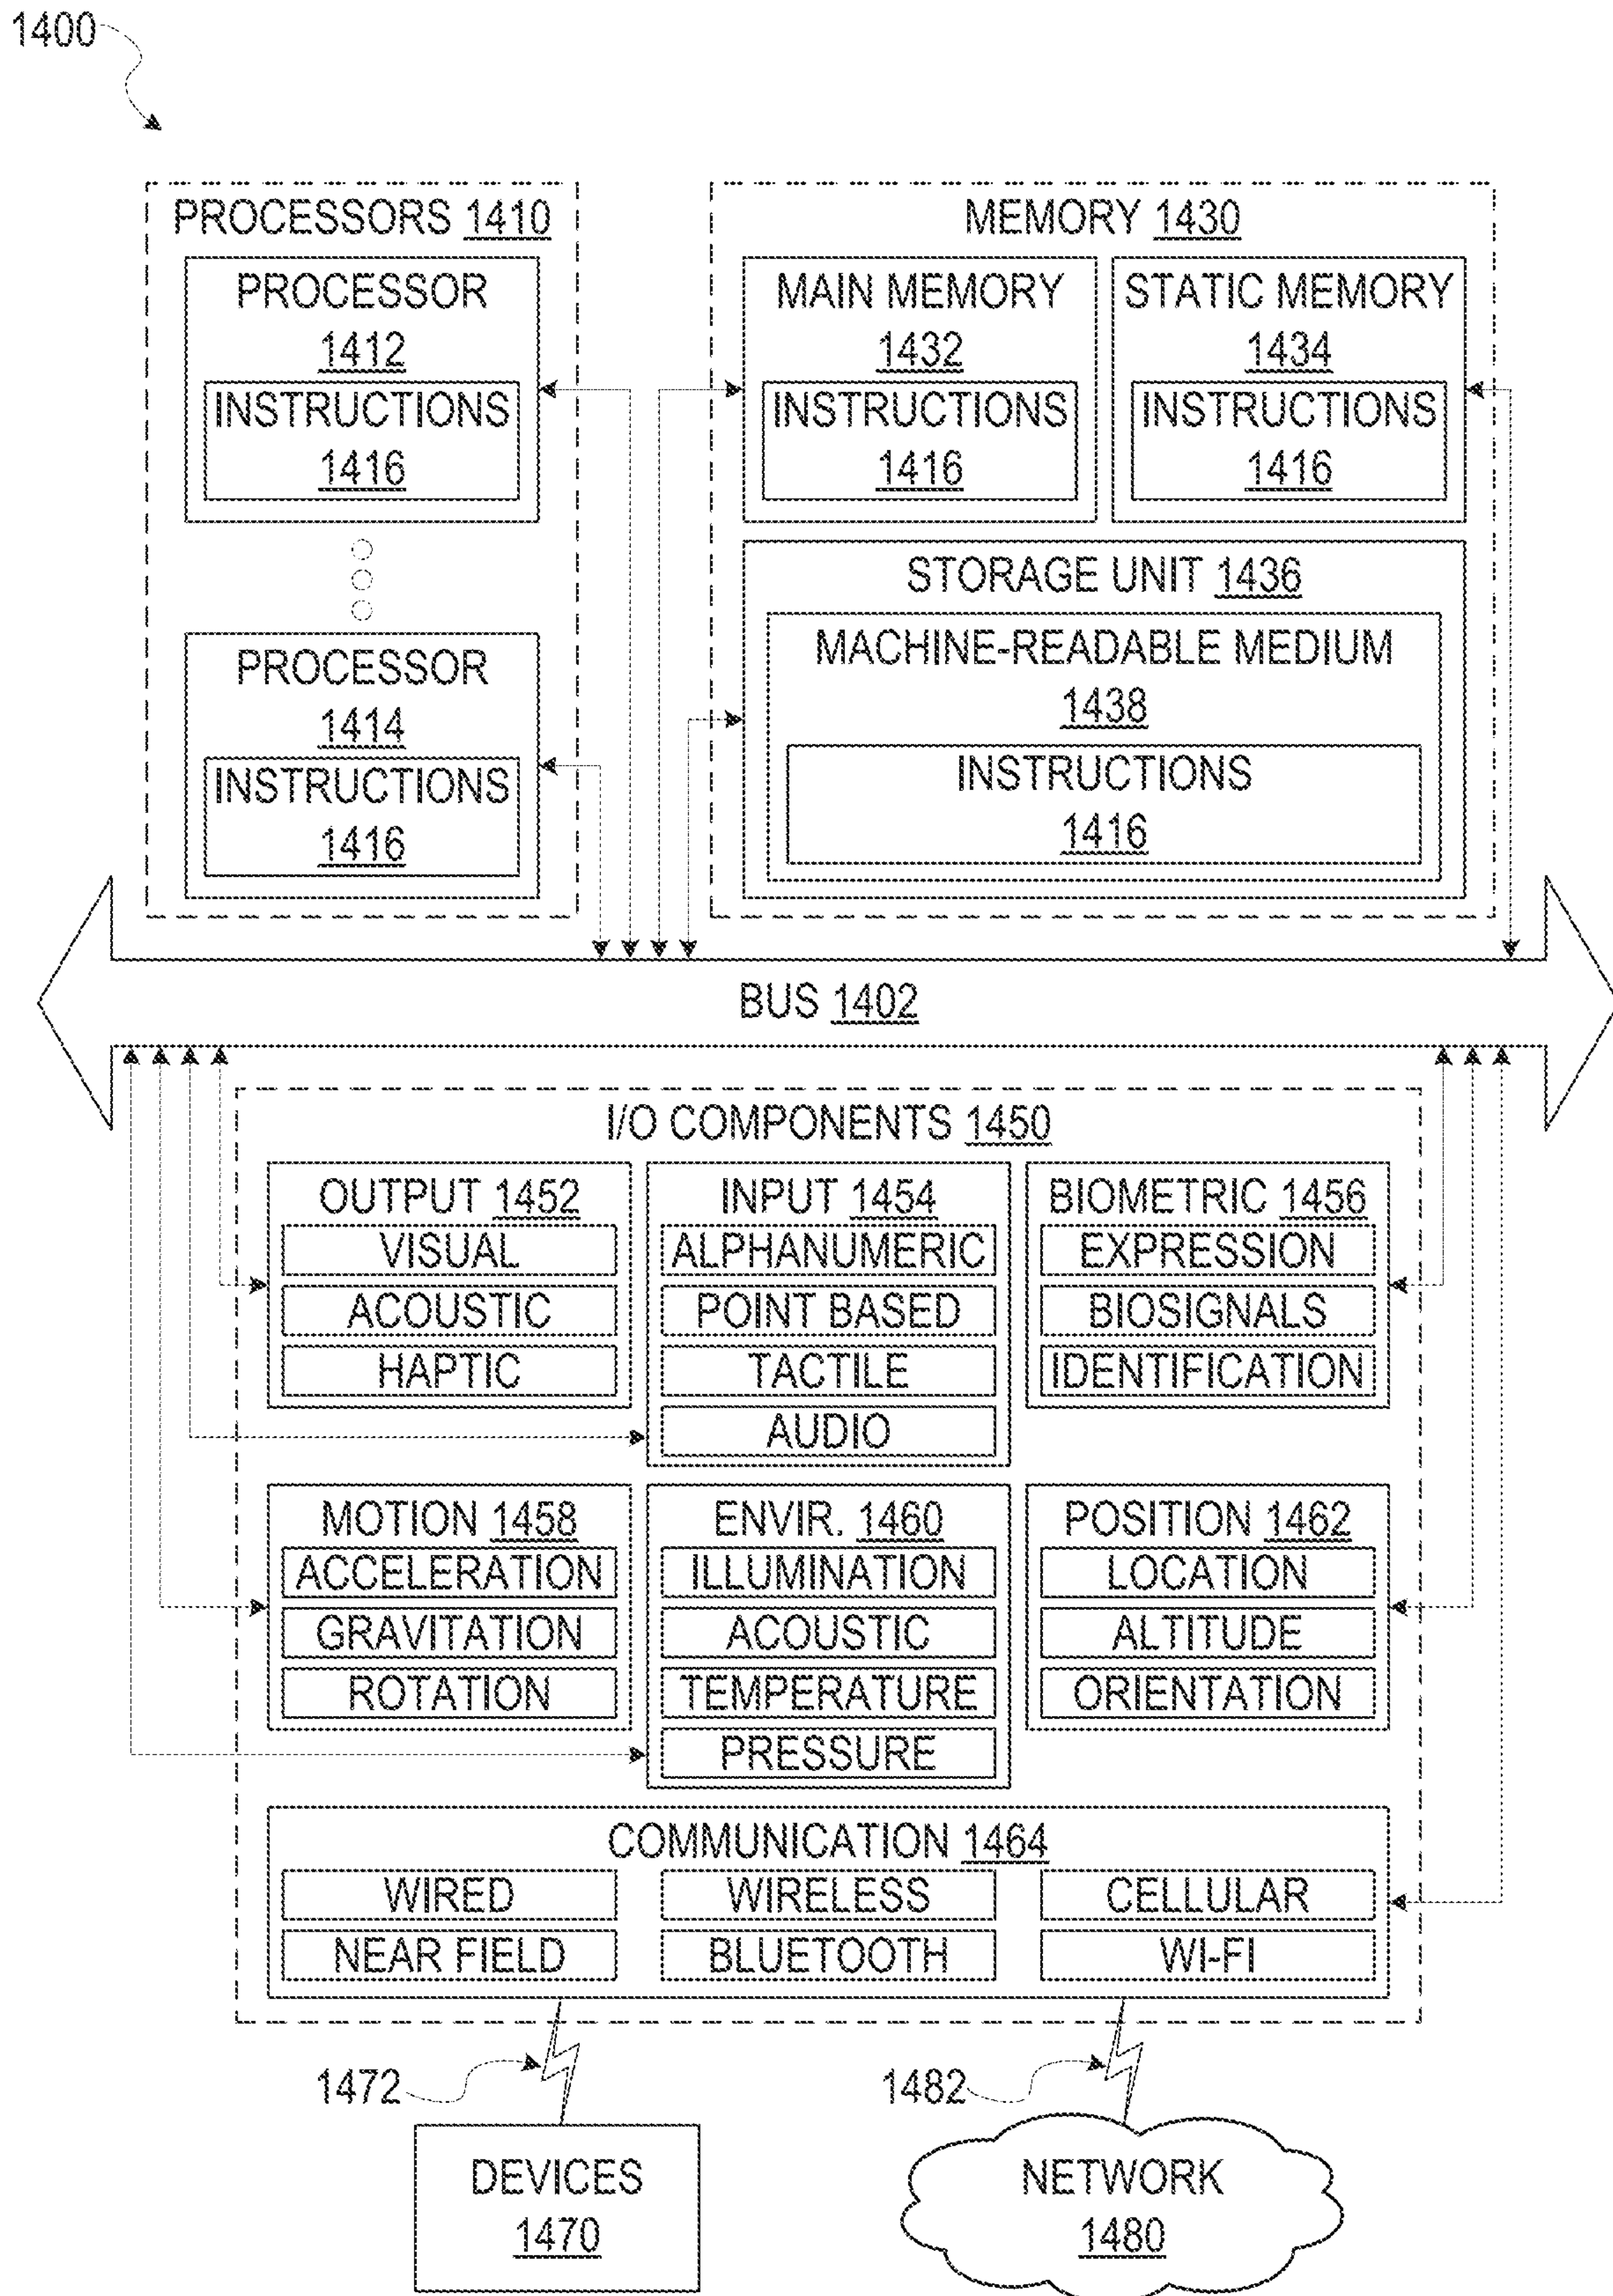 1400
PROCESSORS 1410
PROCESSOR
1412
INSTRUCTIONS
1416
PROCESSOR
1414
INSTRUCTIONS
1416
MEMORY 1430
MAIN MEMORY
1432
INSTRUCTIONS
1416
STATIC MEMORY
1434
INSTRUCTIONS
1416
STORAGE UNIT 1436
MACHINE-READABLE MEDIUM
1438
INSTRUCTIONS
1416
BUS 1402
I/O COMPONENTS 1450
OUTPUT 1452
VISUAL
ACOUSTIC
HAPTIC
INPUT 1454
ALPHANUMERIC
POINT BASED
TACTILE
AUDIO
BIOMETRIC 1456
EXPRESSION
BIOSIGNALS
IDENTIFICATION
MOTION 1458
ACCELERATION
GRAVITATION
ROTATION
ENVIR. 1460
ILLUMINATION
ACOUSTIC
TEMPERATURE
PRESSURE
POSITION 1462
LOCATION
ALTITUDE
ORIENTATION
COMMUNICATION 1464
WIRED
WIRELESS
CELLULAR
NEAR FIELD
BLUETOOTH
WI-FI
1472
1482
DEVICES
1470
NETWORK
1480